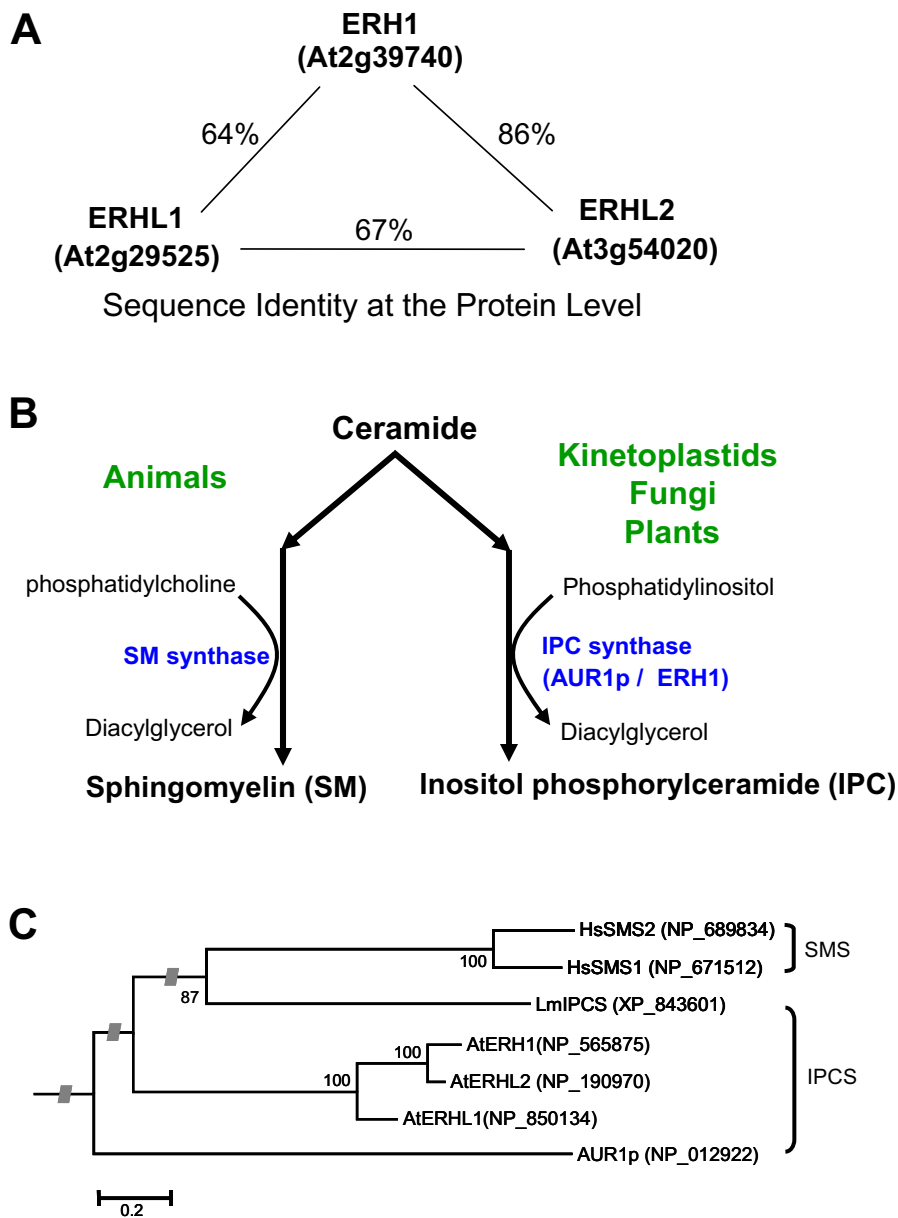 A
ERH1
(At2g39740)
64%
86%
ERHL1
(At2g29525)
67%
ERHL2
(At3g54020)
Sequence Identity at the Protein Level
B
Ceramide
Animals
Kinetoplastids
Fungi
Plants
phosphatidylcholine
SM synthase
Diacylglycerol
Sphingomyelin (SM)
Phosphatidylinositol
IPC synthase
(AUR1p / ERH1)
Diacylglycerol
Inositol phosphorylceramide (IPC)
C
HsSMS2 (NP_689834)
100
HsSMS1 (NP_671512)
SMS
87
LmIPCS (XP_843601)
100
AtERH1(NP_565875)
100
AtERHL2 (NP_190970)
AtERHL1(NP_850134)
IPCS
AUR1p (NP_012922)
0.2